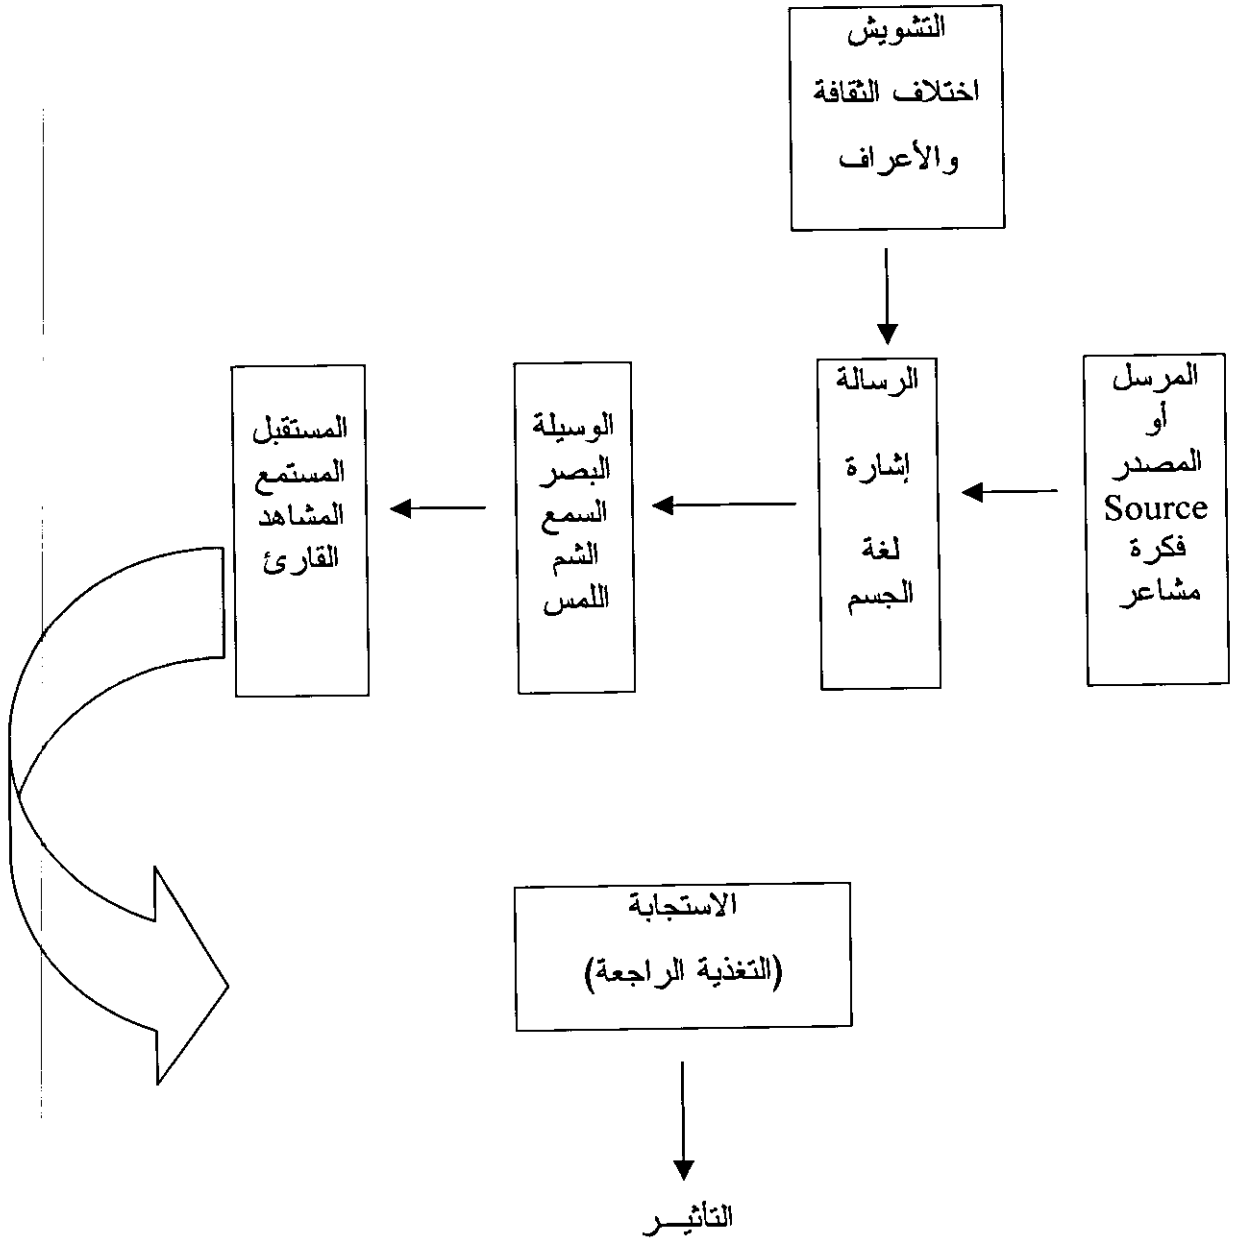 التشويش
اختلاف الثقافة
والأعراف
المرسل
أو
المصدر
Source
فكرة
مشاعر
الرسالة
إشارة
لغة
الجسم
الوسيلة
البصر
السمع
الشم
اللمس
المستقبل
المستمع
المشاهد
القارئ
الاستجابة
(التغذية الراجعة)
التأثيــر